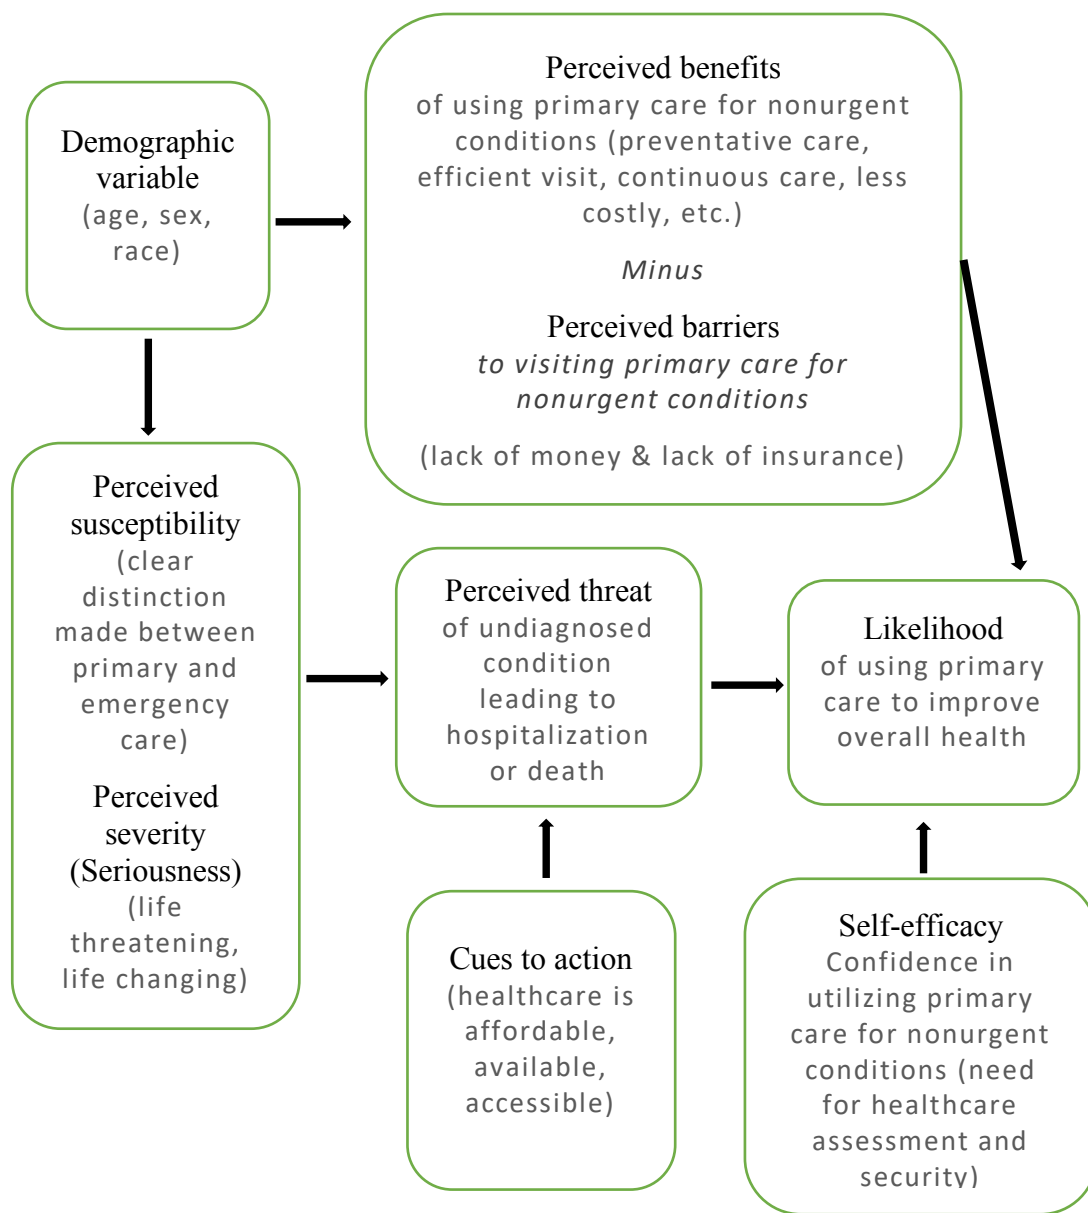 Demographic
variable
(age, sex,
race)
Perceived benefits
of using primary care for nonurgent
conditions (preventative care,
efficient visit, continuous care, less
costly, etc.)
Minus
Perceived barriers
to visiting primary care for
nonurgent conditions
(lack of money & lack of insurance)
Perceived
susceptibility
(clear
distinction
made between
primary and
emergency
care)
Perceived
severity
(Seriousness)
(life
threatening,
life changing)
Perceived threat
of undiagnosed
condition
leading to
hospitalization
or death
Likelihood
of using primary
care to improve
overall health
Cues to action
(healthcare is
affordable,
available,
accessible)
Self-efficacy
Confidence in
utilizing primary
care for nonurgent
conditions (need
for healthcare
assessment and
security)